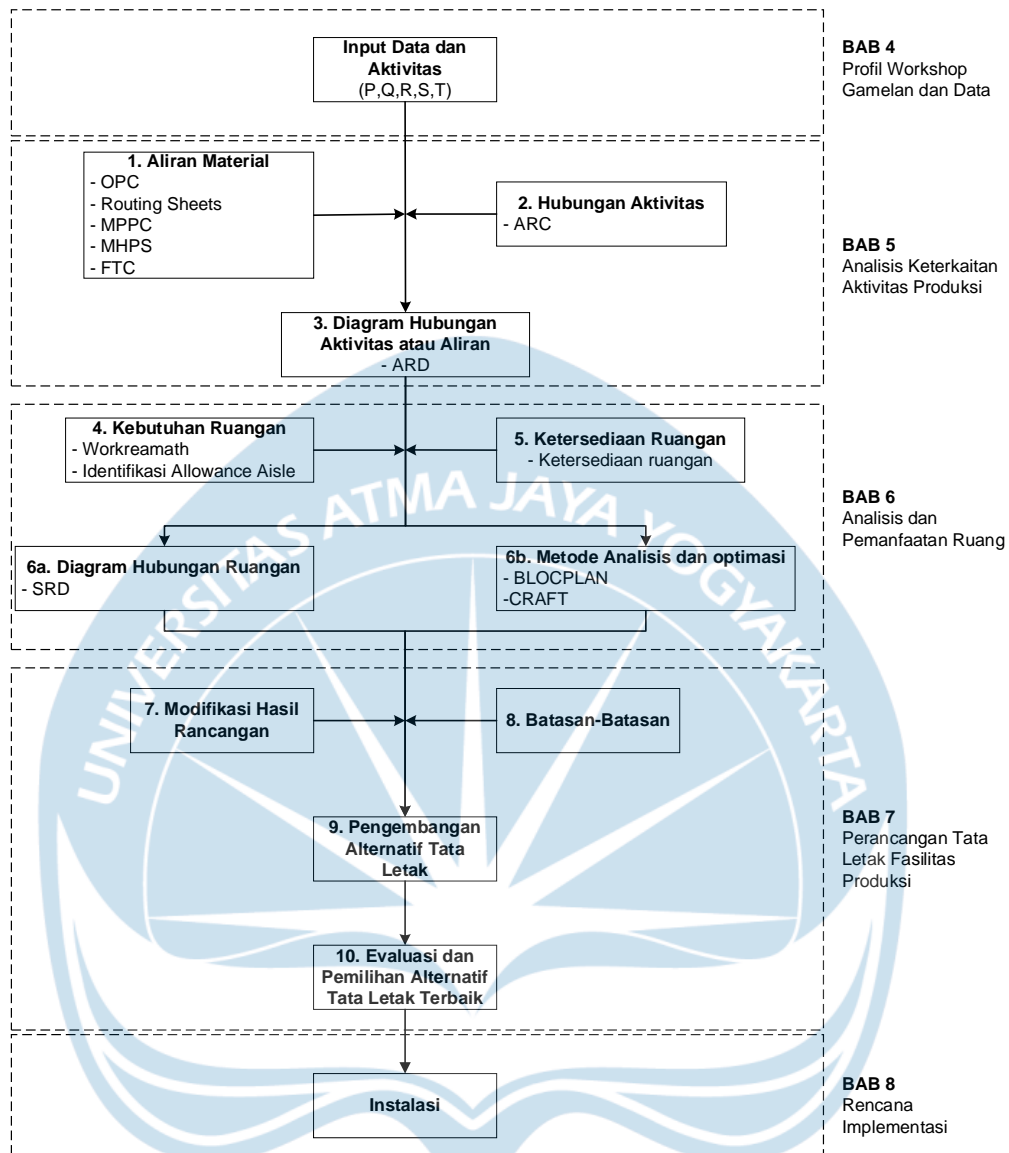 Input Data dan
Aktivitas
(P,Q,R,S,T)
BAB 4
Profil Workshop
Gamelan dan Data
1. Aliran Material
- OPC
- Routing Sheets
- MPPC
- MHPS
- FTC
2. Hubungan Aktivitas
- ARC
3. Diagram Hubungan
Aktivitas atau Aliran
- ARD
BAB 5
Analisis Keterkaitan
Aktivitas Produksi
4. Kebutuhan Ruangan
- Workreamath
- Identifikasi Allowance Aisle
5. Ketersediaan Ruangan
- Ketersediaan ruangan
6a. Diagram Hubungan Ruangan
- SRD
6b. Metode Analisis dan optimasi
- BLOCPLAN
-CRAFT
BAB 6
Analisis dan
Pemanfaatan Ruang
7. Modifikasi Hasil
Rancangan
8. Batasan-Batasan
9. Pengembangan
Alternatif Tata
Letak
10. Evaluasi dan
Pemilihan Alternatif
Tata Letak Terbaik
BAB 7
Perancangan Tata
Letak Fasilitas
Produksi
Instalasi
BAB 8
Rencana
Implementasi
UNIVERSITAS ATMA JAYA YOGYAKARTA